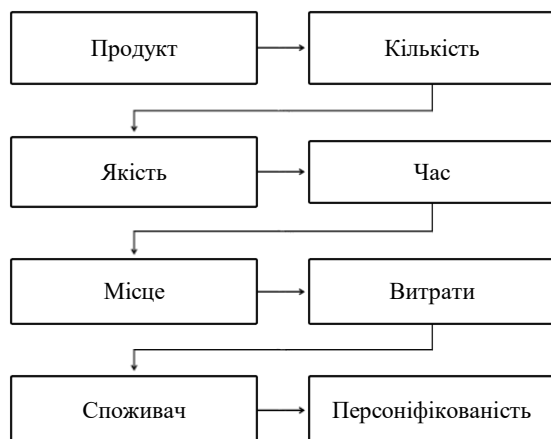 Продукт
Кількість
Якість
Час
Місце
Витрати
Споживач
Персоніфікованість